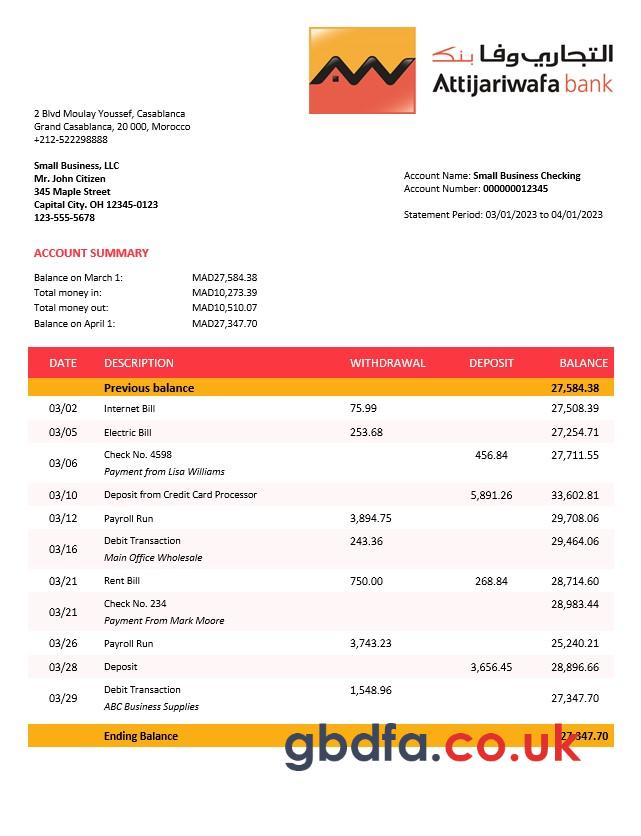 التجاري وفا بنك
Attijariwafa bank
2 Blvd Moulay Youssef, Casablanca
Grand Casablanca, 20 000, Morocco
+212-522298888
Small Business, LLC
Mr. John Citizen
345 Maple Street
Capital City. OH 12345-0123
123-555-5678
Account Name: Small Business Checking
Account Number: 000000012345
Statement Period: 03/01/2023 to 04/01/2023
ACCOUNT SUMMARY
Balance on March 1: MAD27,584.38
Total money in: MAD10,273.39
Total money out: MAD10,510.07
Balance on April 1: MAD27,347.70
DATE DESCRIPTION WITHDRAWAL DEPOSIT BALANCE
Previous balance 27,584.38
03/02 Internet Bill 75.99 27,508.39
03/05 Electric Bill 253.68 27,254.71
03/06 Check No. 4598 456.84 27,711.55
Payment from Lisa Williams
03/10 Deposit from Credit Card Processor 5,891.26 33,602.81
03/12 Payroll Run 3,894.75 29,708.06
03/16 Debit Transaction 243.36 29,464.06
Main Office Wholesale
03/21 Rent Bill 750.00 268.84 28,714.60
03/21 Check No. 234 28,983.44
Payment From Mark Moore
03/26 Payroll Run 3,743.23 25,240.21
03/28 Deposit 3,656.45 28,896.66
03/29 Debit Transaction 1,548.96 27,347.70
ABC Business Supplies
Ending Balance 27,347.70
gbdfa.co.uk